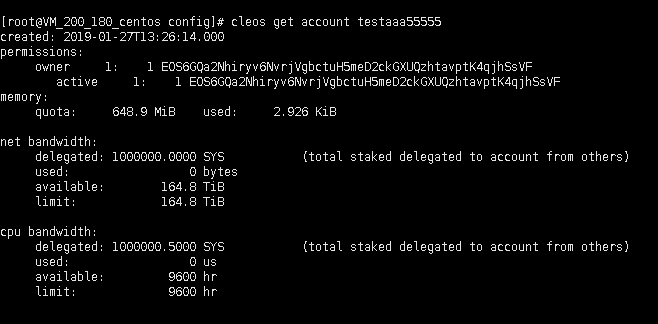 [root@VM_200_180_centos config]# cleos get account testaaa55555
created: 2019-01-27T13:26:14.000
permissions:
owner 1: 1 EOS6GQa2Nhiryv6NvrjVgbctuH5meD2ckGXUQzhtavptK4qjhSsVF
active 1: 1 EOS6GQa2Nhiryv6NvrjVgbctuH5meD2ckGXUQzhtavptK4qjhSsVF
memory:
quota: 648.9 MiB used: 2.926 KiB
net bandwidth:
delegated: 1000000.0000 SYS (total staked delegated to account from others)
used: 0 bytes
available: 164.8 TiB
limit: 164.8 TiB
cpu bandwidth:
delegated: 1000000.5000 SYS (total staked delegated to account from others)
used: 0 us
available: 9600 hr
limit: 9600 hr